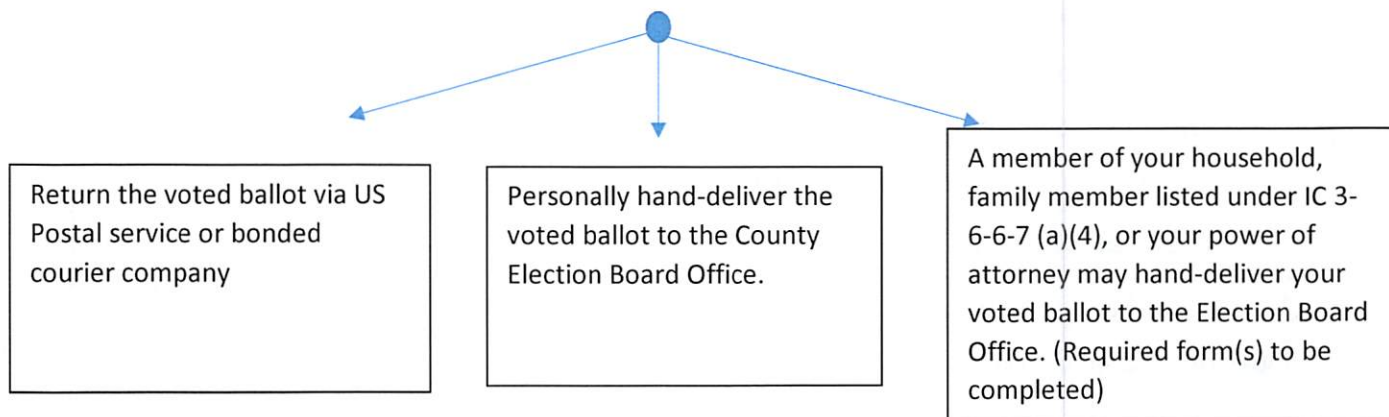 Return the voted ballot via US
Postal service or bonded
courier company
Personally hand-deliver the
voted ballot to the County
Election Board Office.
A member of your household,
family member listed under IC 3-
6-6-7 (a)(4), or your power of
attorney may hand-deliver your
voted ballot to the Election Board
Office. (Required form(s) to be
completed)